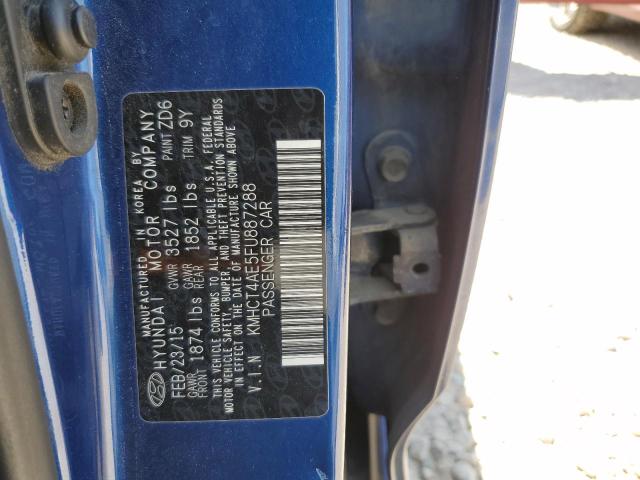 MANUFACTURED IN KOREA BY
HYUNDAI MOTOR COMPANY
FEB/23/15 GVWR 3527 lbs PAINT ZD6
GAWR FRONT 1874 lbs GAWR REAR 1852 lbs TRIM 9Y
THIS VEHICLE CONFORMS TO ALL APPLICABLE U.S.A. FEDERAL
MOTOR VEHICLE SAFETY, BUMPER, AND THEFT PREVENTION STANDARDS
IN EFFECT ON THE DATE OF MANUFACTURE SHOWN ABOVE
V.I.N KMHCT4AE5FU887288
PASSENGER CAR